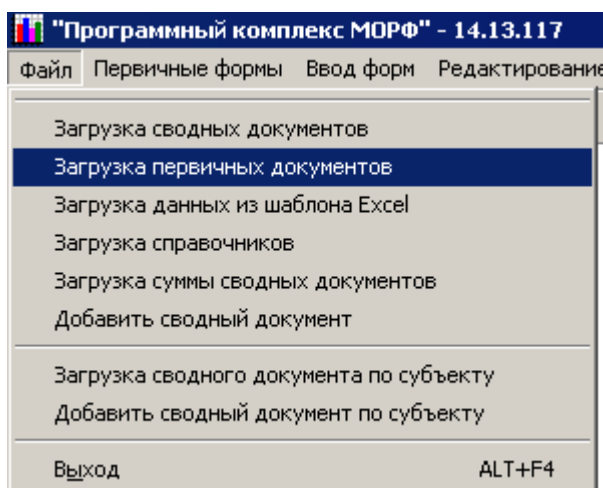 "Программный комплекс МОРФ" - 14.13.117
Файл Первичные формы Ввод форм Редактирование
Загрузка сводных документов
Загрузка первичных документов
Загрузка данных из шаблона Excel
Загрузка справочников
Загрузка суммы сводных документов
Добавить сводный документ
Загрузка сводного документа по субъекту
Добавить сводный документ по субъекту
Выход ALT+F4